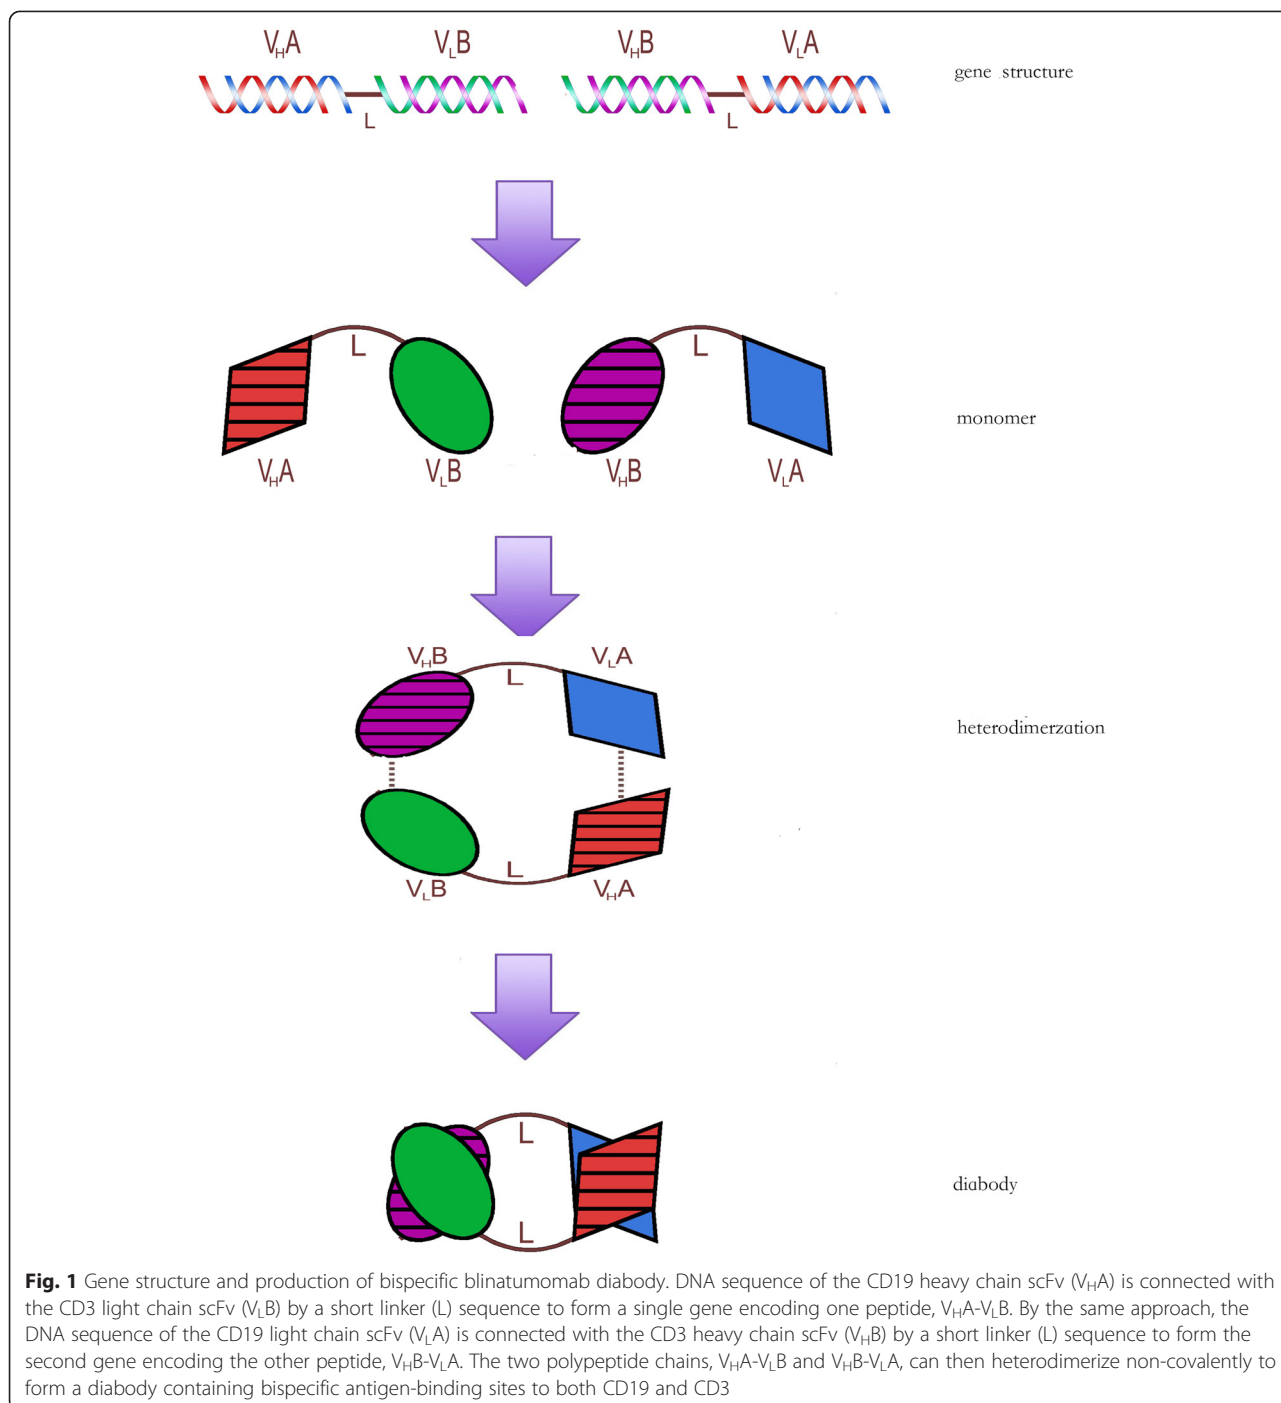 VHA VLB VHB VLA
gene structure
L L
L L
monomer
VHA VLB VHB VLA
VHB VLA
L
heterodimerzation
L
VLB VHA
L
diabody
L
Fig. 1 Gene structure and production of bispecific blinatumomab diabody. DNA sequence of the CD19 heavy chain scFv (VHA) is connected with
the CD3 light chain scFv (VLB) by a short linker (L) sequence to form a single gene encoding one peptide, VHA-VLB. By the same approach, the
DNA sequence of the CD19 light chain scFv (VLA) is connected with the CD3 heavy chain scFv (VHB) by a short linker (L) sequence to form the
second gene encoding the other peptide, VHB-VLA. The two polypeptide chains, VHA-VLB and VHB-VLA, can then heterodimerize non-covalently to
form a diabody containing bispecific antigen-binding sites to both CD19 and CD3